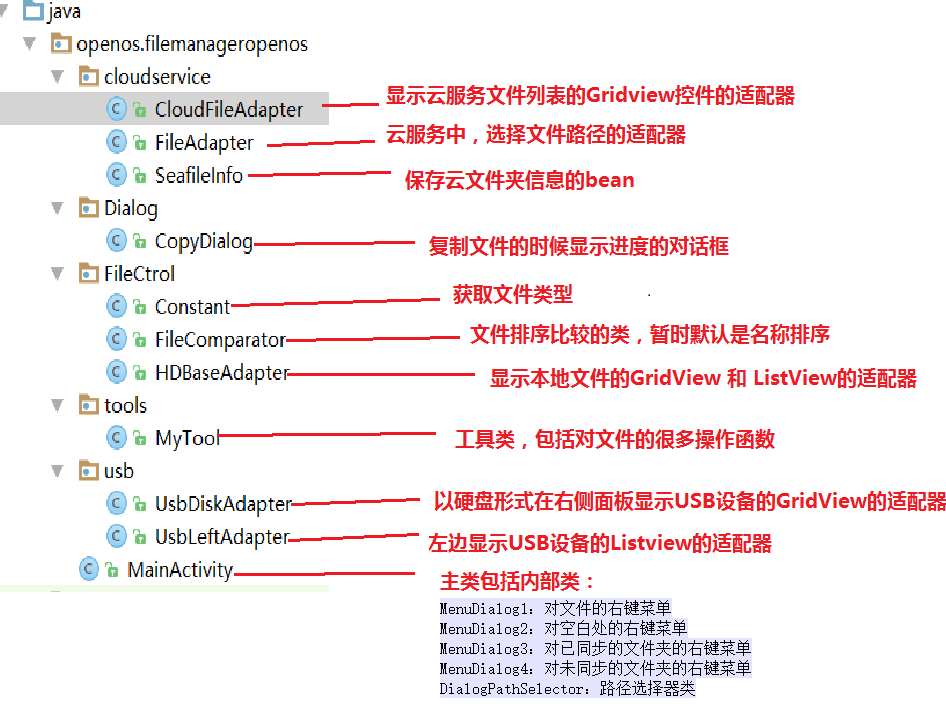 java
openos.filemanageropenos
cloudservice
CloudFileAdapter 显示云服务文件列表的Gridview控件的适配器
FileAdapter 云服务中，选择文件路径的适配器
SeafileInfo 保存云文件夹信息的bean
Dialog
CopyDialog 复制文件的时候显示进度的对话框
FileCtrol
Constant 获取文件类型
FileComparator 文件排序比较的类，暂时默认是名称排序
HDBaseAdapter 显示本地文件的GridView 和 ListView的适配器
tools
MyTool 工具类，包括对文件的很多操作函数
usb
UsbDiskAdapter 以硬盘形式在右侧面板显示USB设备的GridView的适配器
UsbLeftAdapter 左边显示USB设备的Listview的适配器
MainActivity 主类包括内部类：
MenuDialog1: 对文件的右键菜单
MenuDialog2: 对空白处的右键菜单
MenuDialog3: 对已同步的文件夹的右键菜单
MenuDialog4: 对未同步的文件夹的右键菜单
DialogPathSelector: 路径选择器类